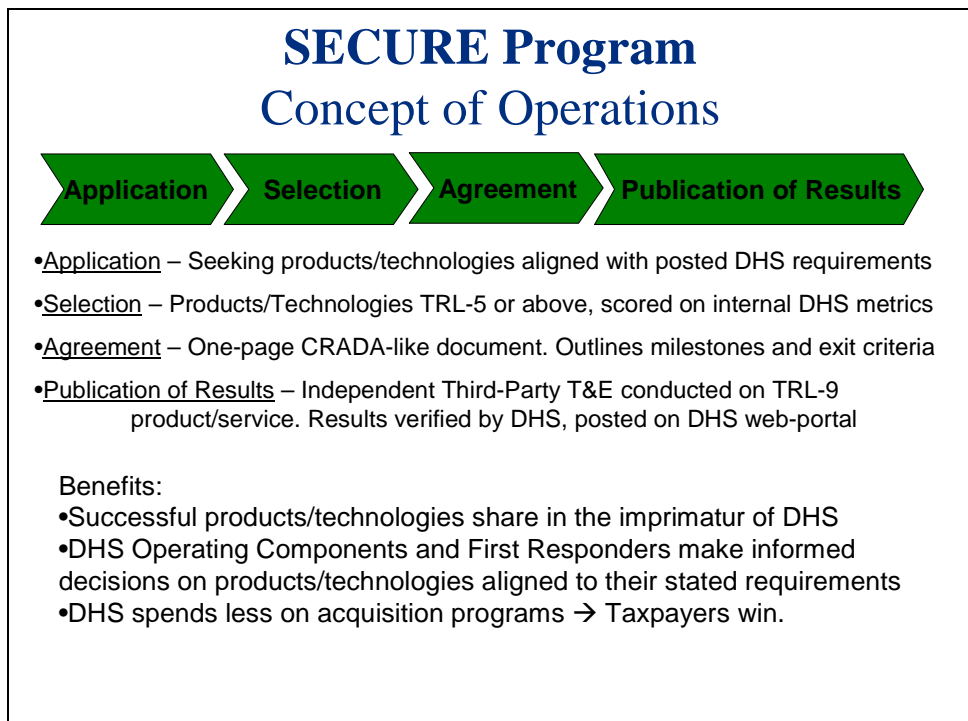 SECURE Program
Concept of Operations
Application Selection Agreement Publication of Results
•Application – Seeking products/technologies aligned with posted DHS requirements
•Selection – Products/Technologies TRL-5 or above, scored on internal DHS metrics
•Agreement – One-page CRADA-like document. Outlines milestones and exit criteria
•Publication of Results – Independent Third-Party T&E conducted on TRL-9
product/service. Results verified by DHS, posted on DHS web-portal
Benefits:
•Successful products/technologies share in the imprimatur of DHS
•DHS Operating Components and First Responders make informed
decisions on products/technologies aligned to their stated requirements
•DHS spends less on acquisition programs → Taxpayers win.